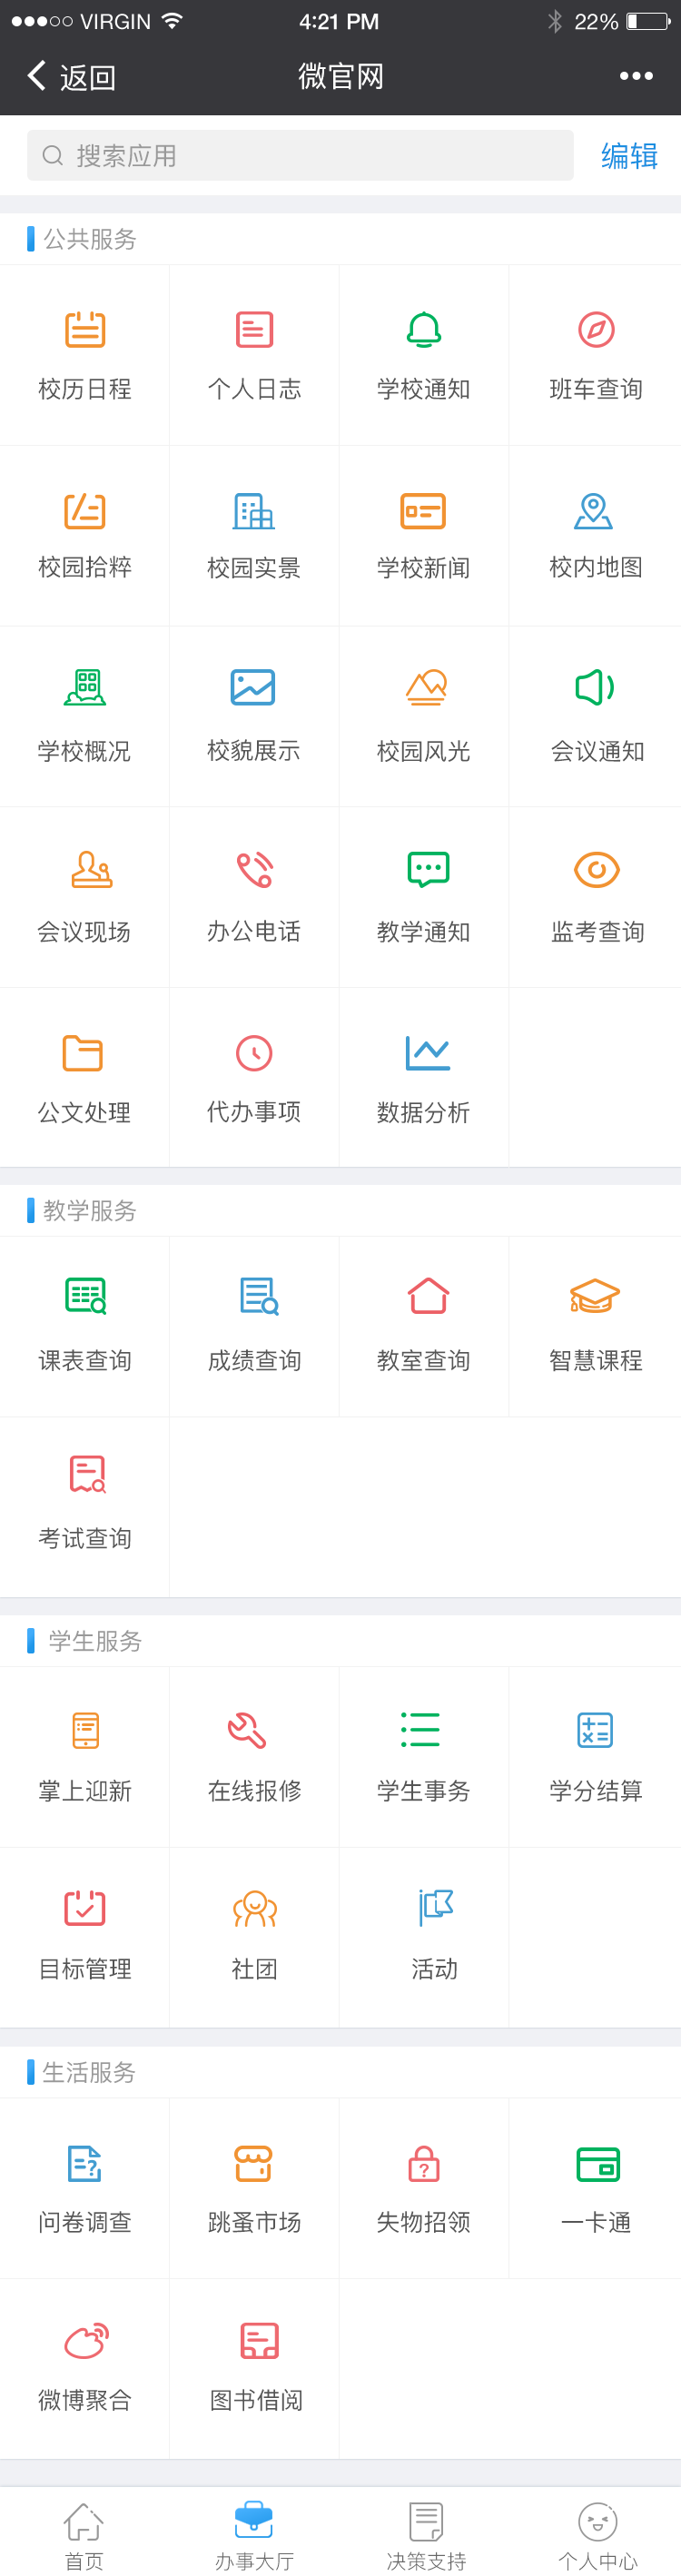 VIRGIN 4:21 PM 22%
返回 微官网
搜索应用 编辑
公共服务
校历日程 个人日志 学校通知 班车查询
校园拾粹 校园实景 学校新闻 校内地图
学校概况 校貌展示 校园风光 会议通知
会议现场 办公电话 教学通知 监考查询
公文处理 代办事项 数据分析
教学服务
课表查询 成绩查询 教室查询 智慧课程
考试查询
学生服务
掌上迎新 在线报修 学生事务 学分结算
目标管理 社团 活动
生活服务
问卷调查 跳蚤市场 失物招领 一卡通
微博聚合 图书借阅
首页 办事大厅 决策支持 个人中心